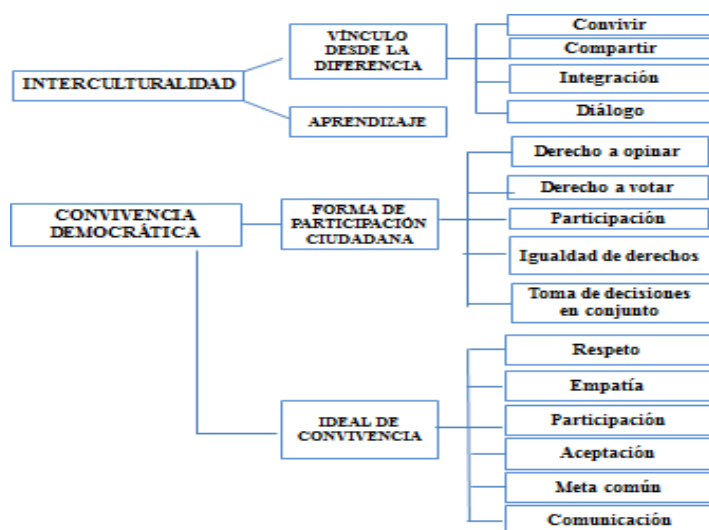 INTERCULTURALIDAD
VÍNCULO
DESDE LA
DIFERENCIA
Convivir
Compartir
Integración
Diálogo
APRENDIZAJE
CONVIVENCIA
DEMOCRÁTICA
FORMA DE
PARTICIPACIÓN
CIUDADANA
Derecho a opinar
Derecho a votar
Participación
Igualdad de derechos
Toma de decisiones
en conjunto
IDEAL DE
CONVIVENCIA
Respeto
Empatía
Participación
Aceptación
Meta común
Comunicación